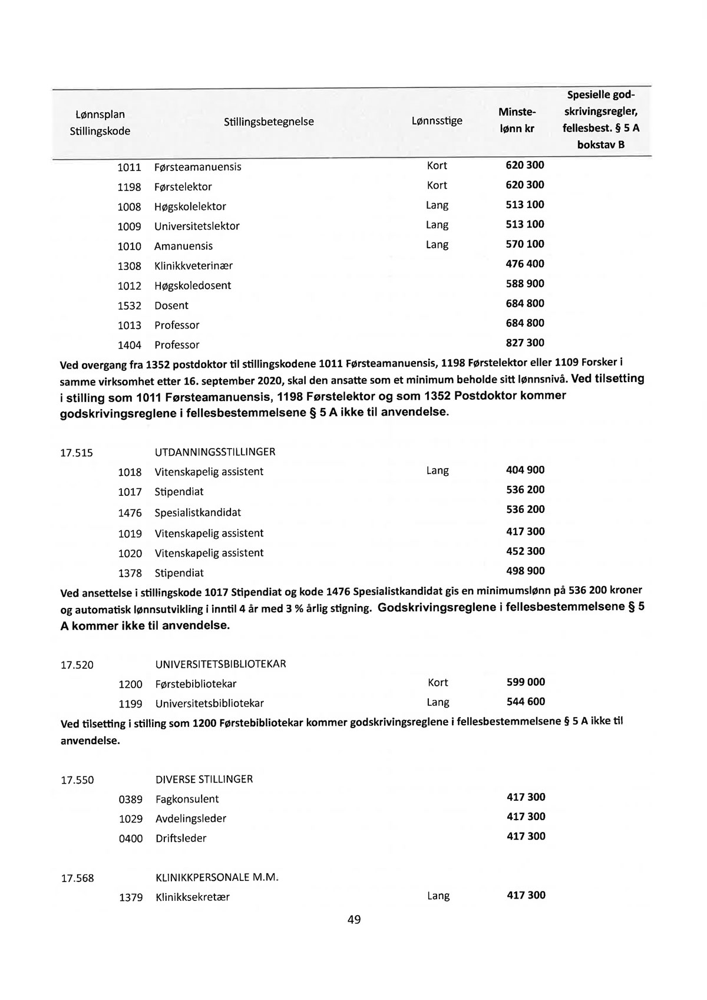 Lønnsplan
Stillingskode
Stillingsbetegnelse
Lønnsstige
Minste-
lønn kr
Spesielle god-
skrivingsregler,
fellesbest. § 5 A
bokstav B
1011 Førsteamanuensis Kort 620 300
1198 Førstelektor Kort 620 300
1008 Høgskolelektor Lang 513 100
1009 Universitetslektor Lang 513 100
1010 Amanuensis Lang 570 100
1308 Klinikkveterinær 476 400
1012 Høgskoledosent 588 900
1532 Dosent 684 800
1013 Professor 684 800
1404 Professor 827 300
Ved overgang fra 1352 postdoktor til stillingskodene 1011 Førsteamanuensis, 1198 Førstelektor eller 1109 Forsker i
samme virksomhet etter 16. september 2020, skal den ansatte som et minimum beholde sitt lønnsnivå. Ved tilsetting
i stilling som 1011 Førsteamanuensis, 1198 Førstelektor og som 1352 Postdoktor kommer
godskrivingsreglene i fellesbestemmelsene § 5 A ikke til anvendelse.
17.515 UTDANNINGSSTILLINGER
1018 Vitenskapelig assistent Lang 404 900
1017 Stipendiat 536 200
1476 Spesialistkandidat 536 200
1019 Vitenskapelig assistent 417 300
1020 Vitenskapelig assistent 452 300
1378 Stipendiat 498 900
Ved ansettelse i stillingskode 1017 Stipendiat og kode 1476 Spesialistkandidat gis en minimumslønn på 536 200 kroner
og automatisk lønnsutvikling i inntil 4 år med 3 % årlig stigning. Godskrivingsreglene i fellesbestemmelsene § 5
A kommer ikke til anvendelse.
17.520 UNIVERSITETSBIBLIOTEKAR
1200 Førstebibliotekar Kort 599 000
1199 Universitetsbibliotekar Lang 544 600
Ved tilsetting i stilling som 1200 Førstebibliotekar kommer godskrivingsreglene i fellesbestemmelsene § 5 A ikke til
anvendelse.
17.550 DIVERSE STILLINGER
0389 Fagkonsulent 417 300
1029 Avdelingsleder 417 300
0400 Driftsleder 417 300
17.568 KLINIKKPERSONALE M.M.
1379 Klinikksekretær Lang 417 300
49